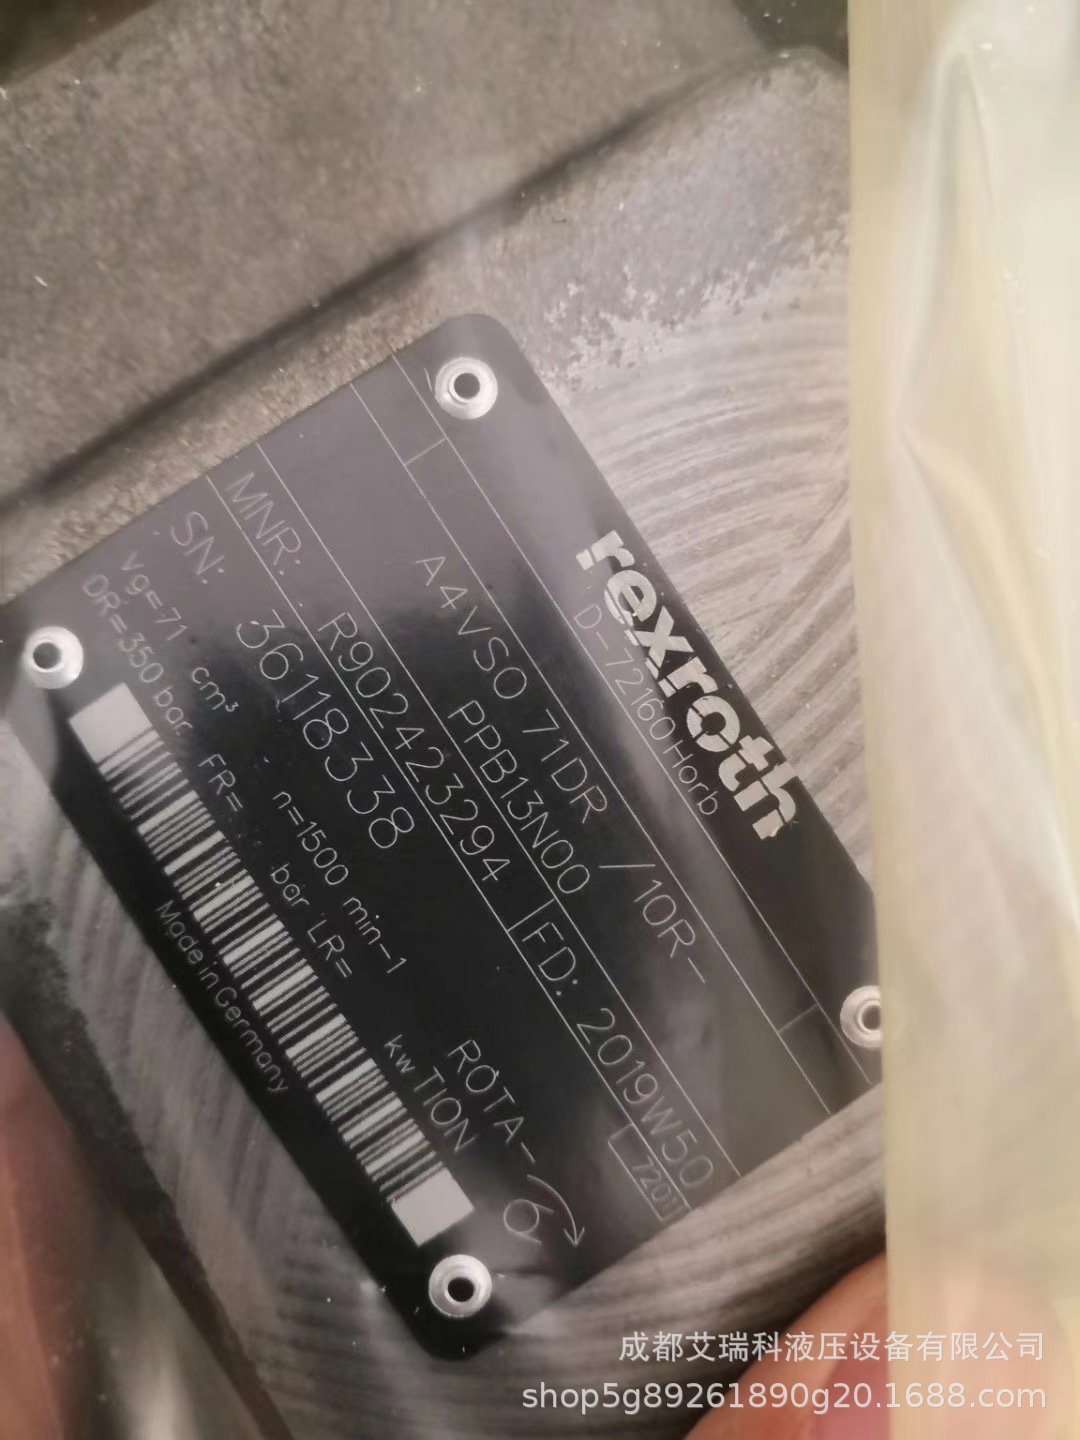 rexroth
D-72160 Horb
A4VSO 71DR /10R-
PPB13N00
MNR: R902423294 FD: 2019W50
SN: 36118338 7201
vg=71 cm³ n=1500 min-1 ROTA-
DR=350 bar FR= bar LR= kw TION
Made in Germany
成都艾瑞科液压设备有限公司
shop5g89261890g20.1688.com